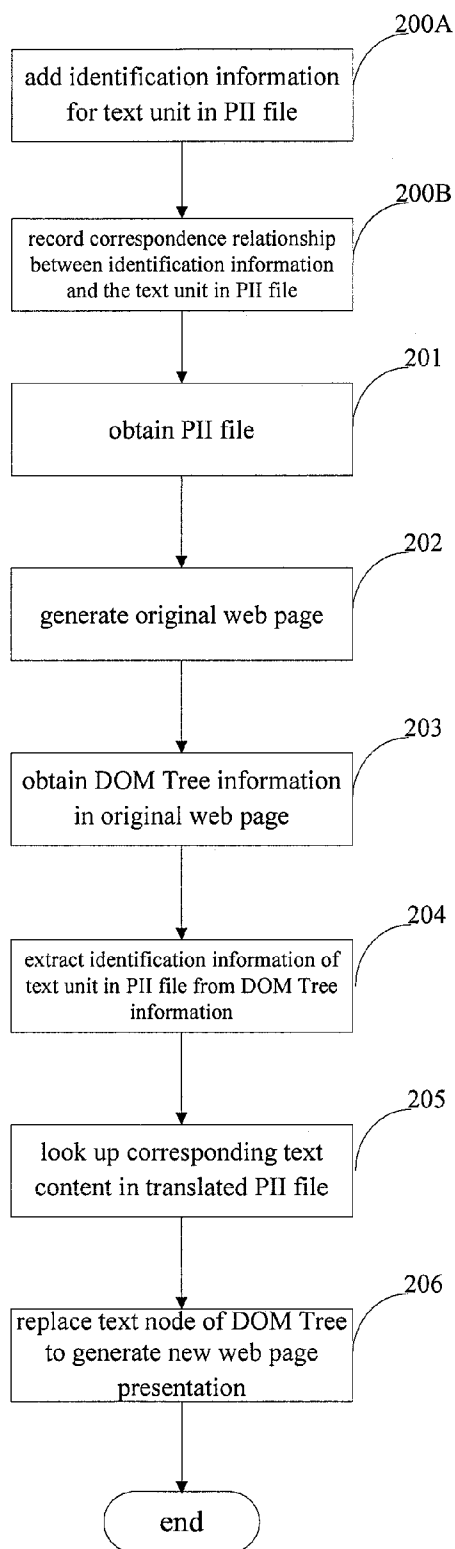 200A
add identification information
for text unit in PII file
200B
record correspondence relationship
between identification information
and the text unit in PII file
201
obtain PII file
202
generate original web page
203
obtain DOM Tree information
in original web page
204
extract identification information of
text unit in PII file from DOM Tree
information
205
look up corresponding text
content in translated PII file
206
replace text node of DOM Tree
to generate new web page
presentation
end